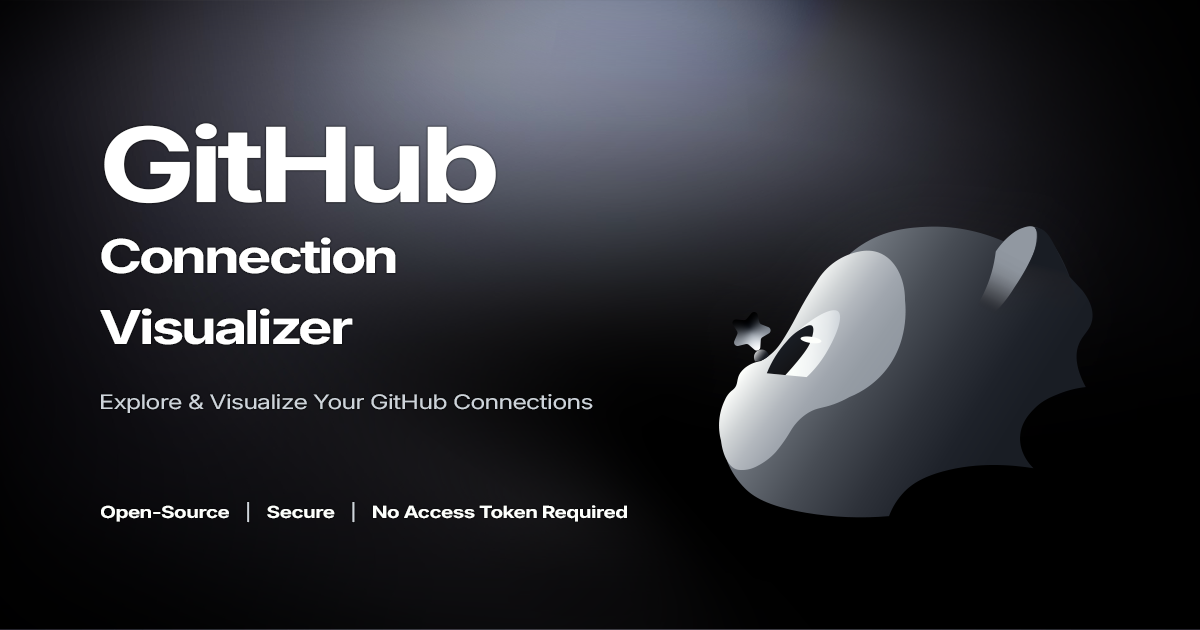 GitHub
Connection
Visualizer
Explore & Visualize Your GitHub Connections
Open-Source | Secure | No Access Token Required